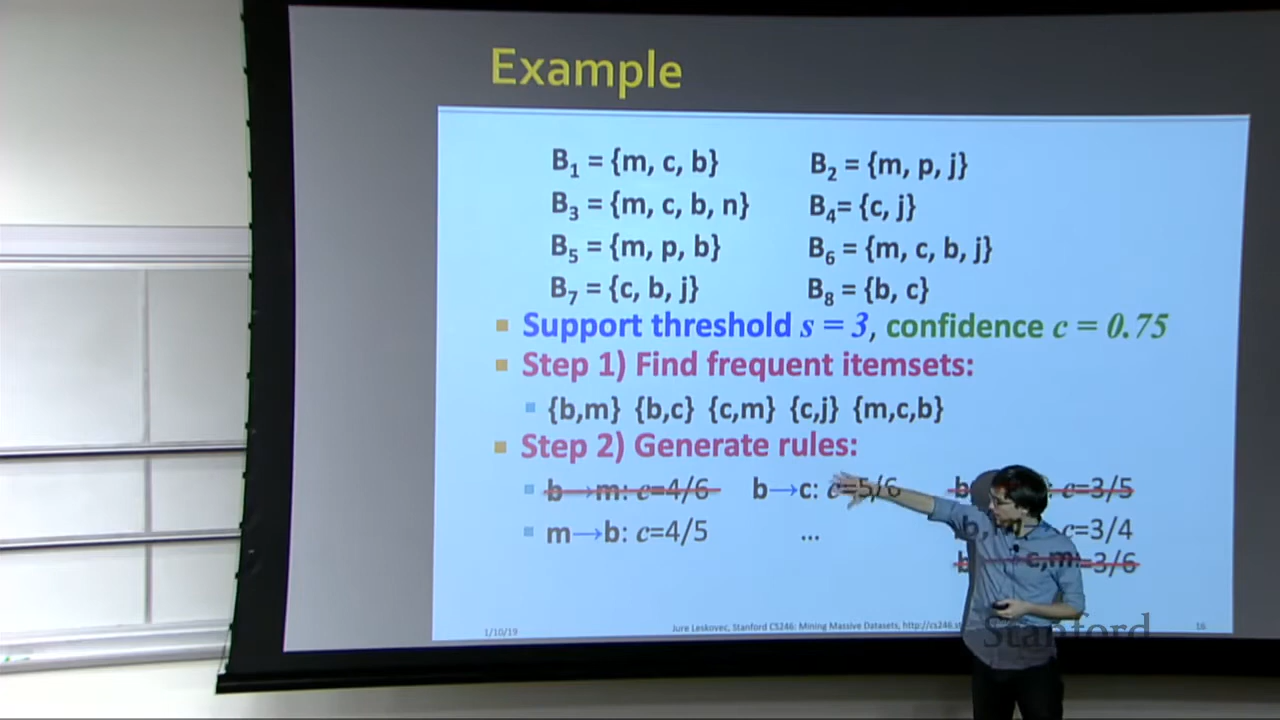 Example
B₁ = {m, c, b} B₂ = {m, p, j}
B₃ = {m, c, b, n} B₄= {c, j}
B₅ = {m, p, b} B₆ = {m, c, b, j}
B₇ = {c, b, j} B₈ = {b, c}
Support threshold s = 3, confidence c = 0.75
Step 1) Find frequent itemsets:
{b,m} {b,c} {c,m} {c,j} {m,c,b}
Step 2) Generate rules:
b→m: c=4/6 b→c: c=5/6 c=3/5
m→b: c=4/5 ... c=3/4
c,m:=3/6
1/10/19 Jure Leskovec, Stanford CS246: Mining Massive Datasets, 16
Stanford